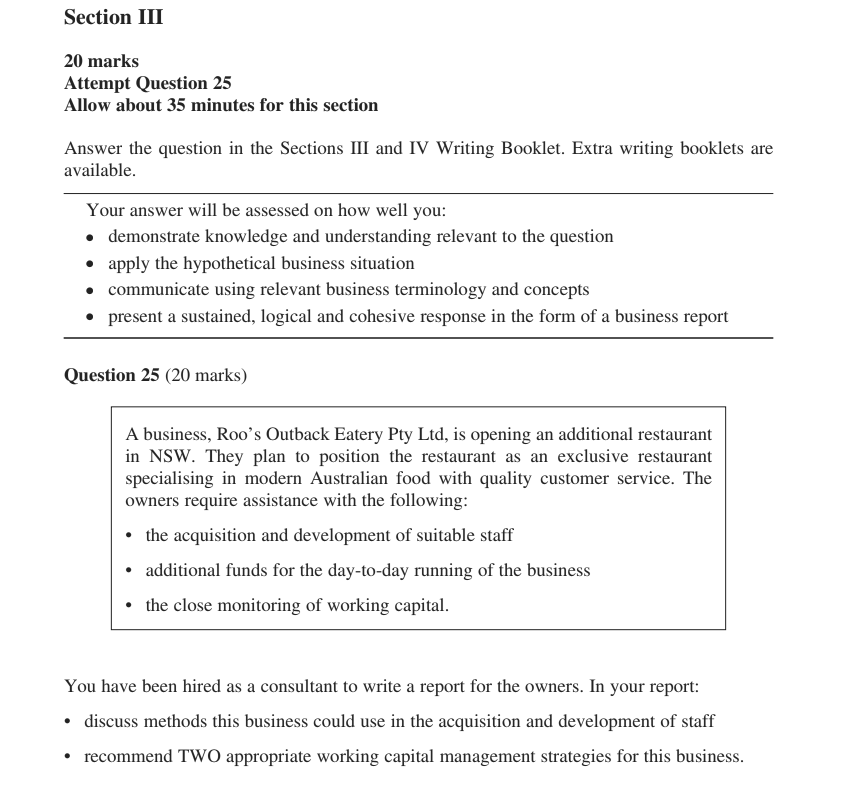 Section III
20 marks
Attempt Question 25
Allow about 35 minutes for this section
Answer the question in the Sections III and IV Writing Booklet. Extra writing booklets are
available.
Your answer will be assessed on how well you:
• demonstrate knowledge and understanding relevant to the question
• apply the hypothetical business situation
• communicate using relevant business terminology and concepts
• present a sustained, logical and cohesive response in the form of a business report
Question 25 (20 marks)
A business, Roo’s Outback Eatery Pty Ltd, is opening an additional restaurant
in NSW. They plan to position the restaurant as an exclusive restaurant
specialising in modern Australian food with quality customer service. The
owners require assistance with the following:
• the acquisition and development of suitable staff
• additional funds for the day-to-day running of the business
• the close monitoring of working capital.
You have been hired as a consultant to write a report for the owners. In your report:
• discuss methods this business could use in the acquisition and development of staff
• recommend TWO appropriate working capital management strategies for this business.